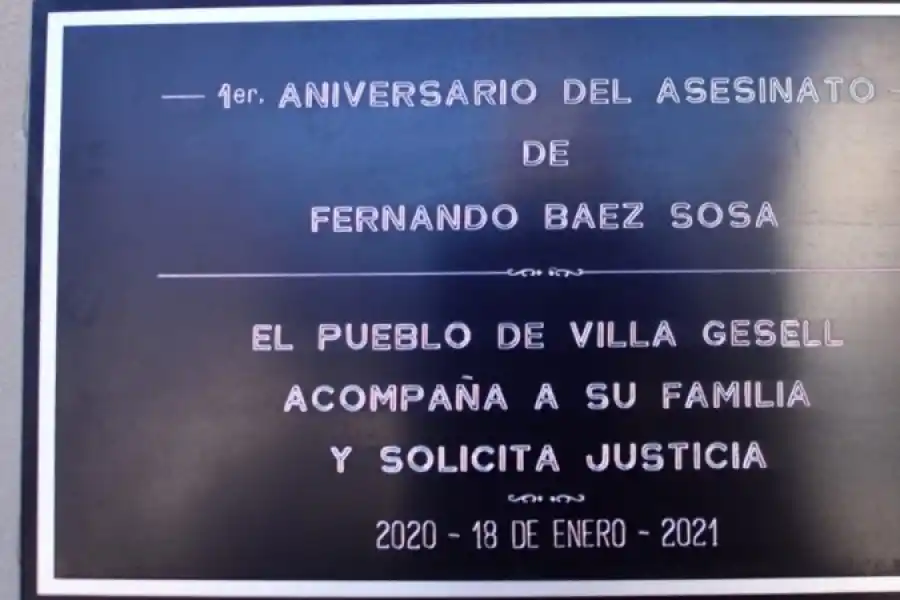 — 1er. ANIVERSARIO DEL ASESINATO -
DE
FERNANDO BAEZ SOSA
EL PUEBLO DE VILLA GESELL
ACOMPAÑA A SU FAMILIA
Y SOLICITA JUSTICIA
2020 - 18 DE ENERO - 2021